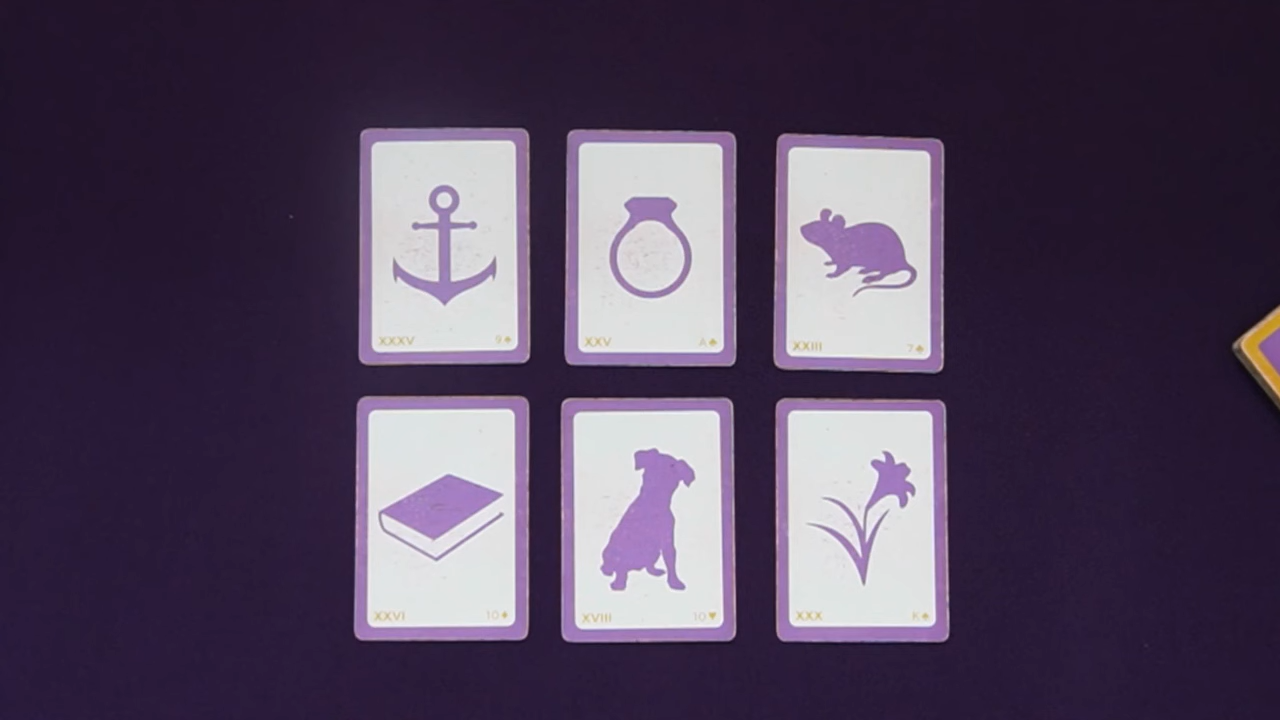 XXXV 9♠
XXV A♣
XXIII 7♣
XXVI 10♦
XVIII 10♥
XXX K♠